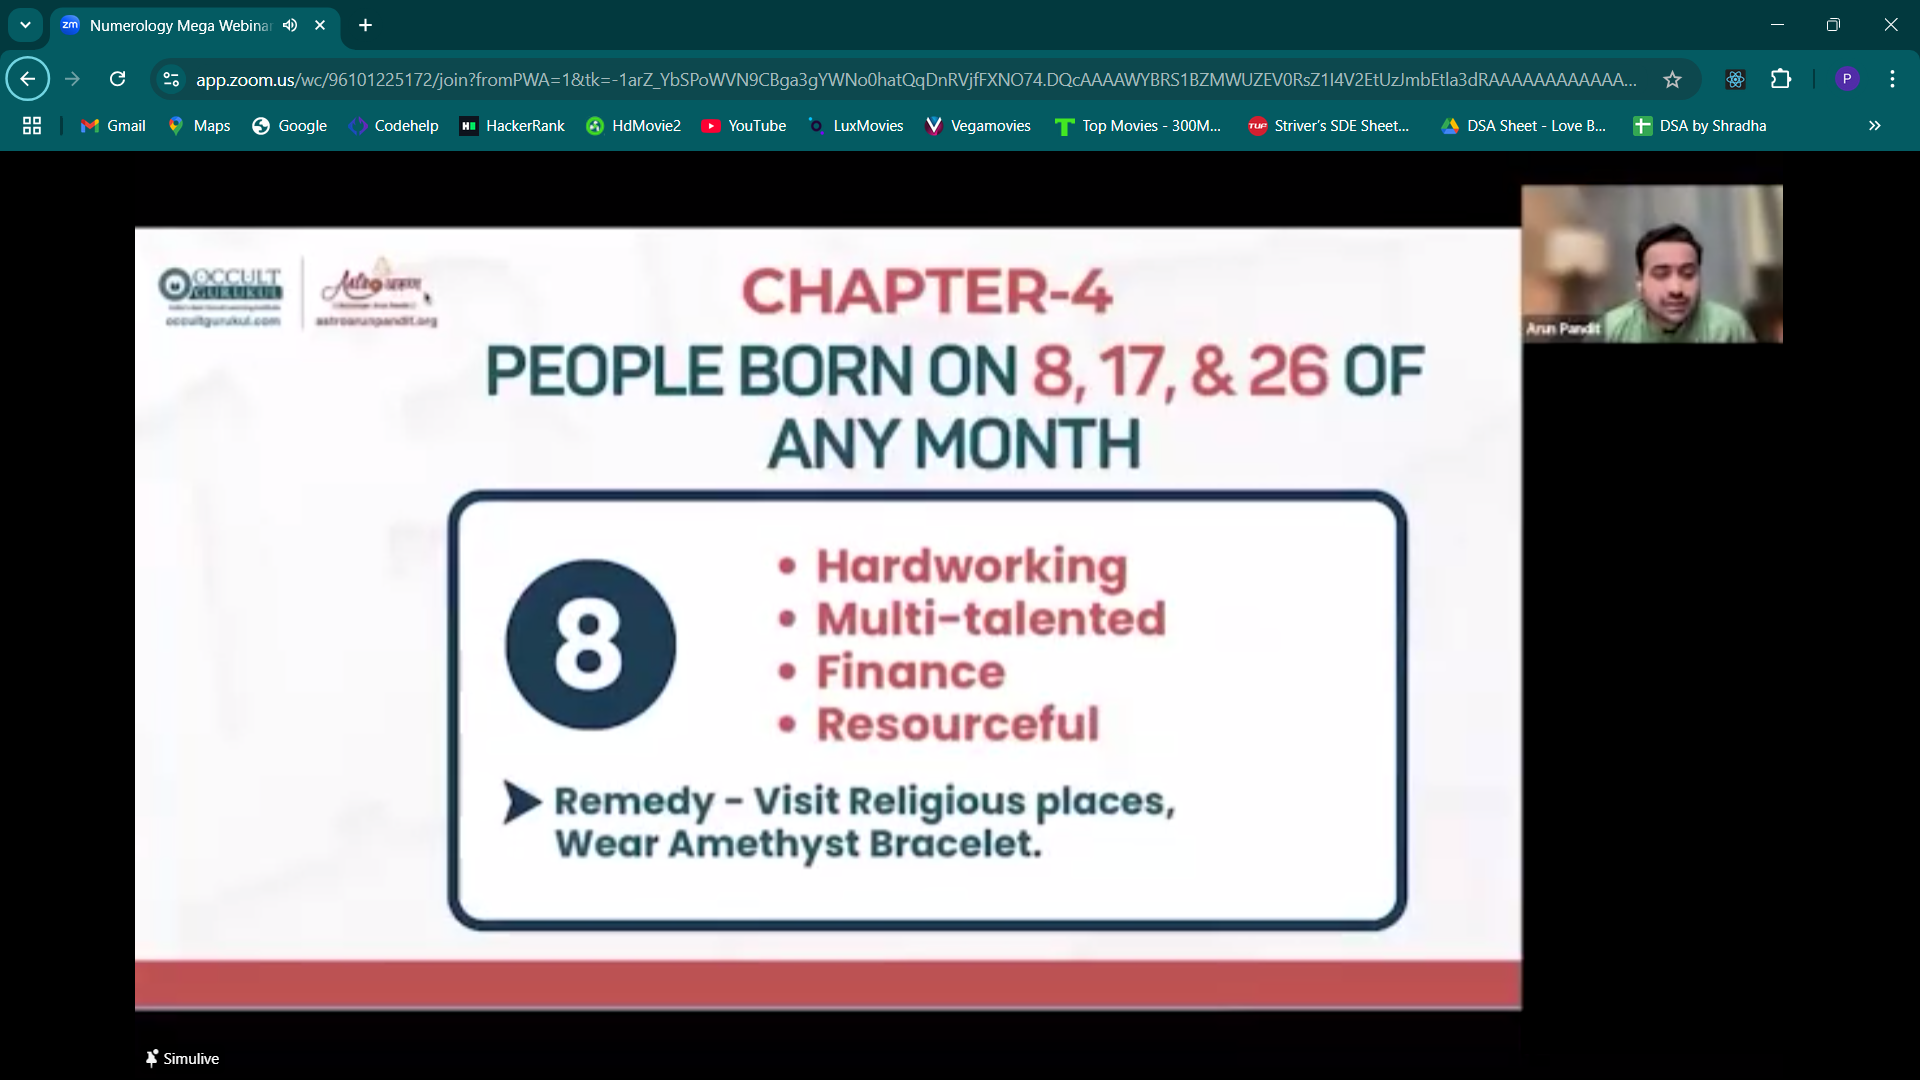 Numerology Mega Webinar
app.zoom.us/wc/96101225172/join?fromPWA=1&tk=-1arZ_YbSPoWVN9CBga3gYWNo0hatQqDnRVjfFXNO74.DQcAAAAWYBRS1BZMWUZEV0RsZ1I4V2EtUzJmbEtla3dRAAAAAAAAAAAA...
P
Gmail
Maps
Google
Codehelp
HackerRank
HdMovie2
YouTube
LuxMovies
Vegamovies
Top Movies - 300M...
Striver's SDE Sheet...
DSA Sheet - Love B...
DSA by Shradha
OCCULT
GURUKUL
occultgurukul.com
astroarunpandit.org
Arun Pandit
CHAPTER-4
PEOPLE BORN ON 8, 17, & 26 OF
ANY MONTH
8
• Hardworking
• Multi-talented
• Finance
• Resourceful
Remedy - Visit Religious places,
Wear Amethyst Bracelet.
Simulive